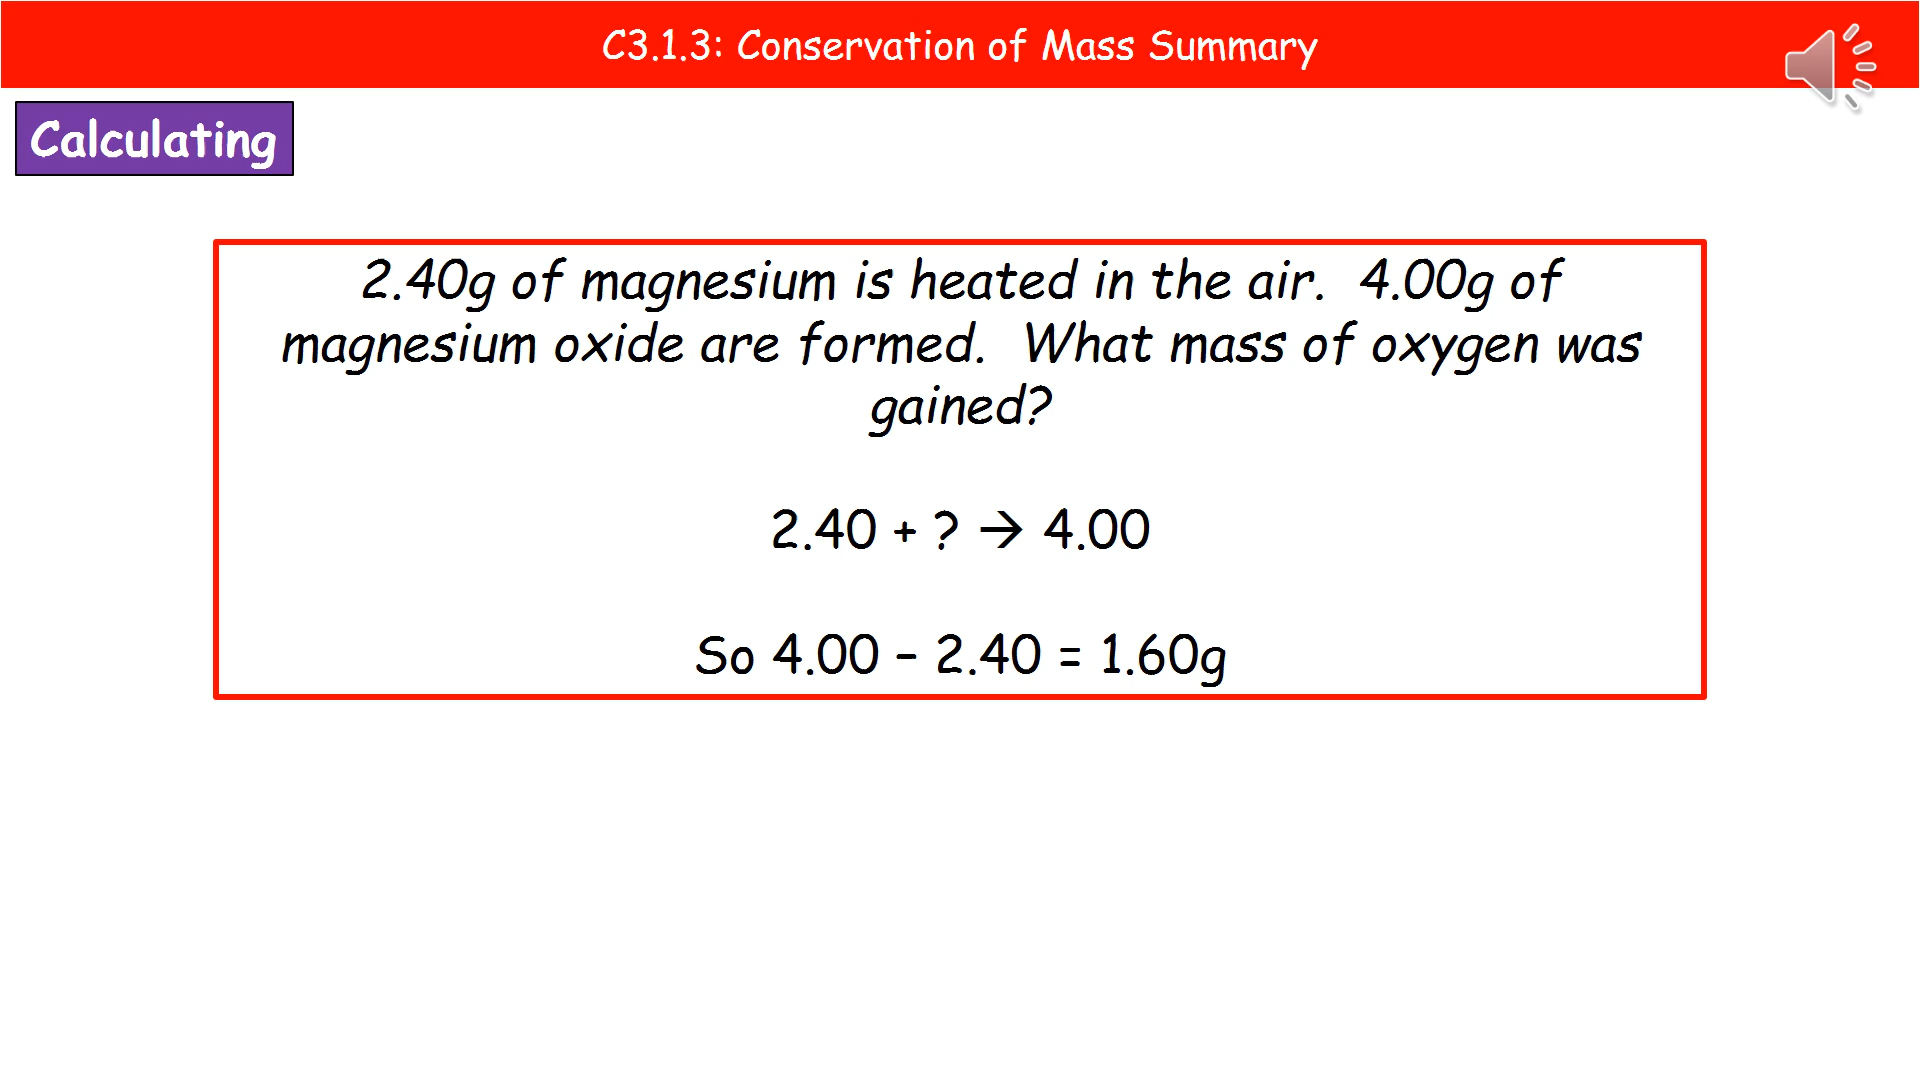 C3.1.3: Conservation of Mass Summary
Calculating
2.40g of magnesium is heated in the air.  4.00g of
magnesium oxide are formed.  What mass of oxygen was
gained?
2.40 + ? → 4.00
So 4.00 – 2.40 = 1.60g